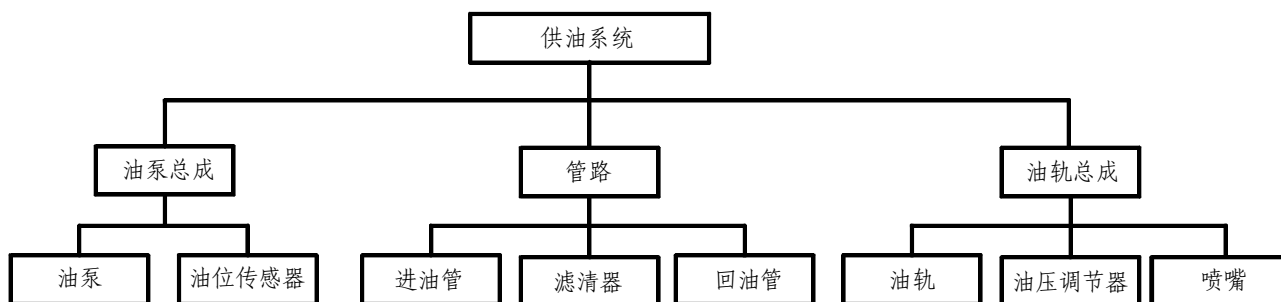 供油系统
油泵总成
管路
油轨总成
油泵
油位传感器
进油管
滤清器
回油管
油轨
油压调节器
喷嘴